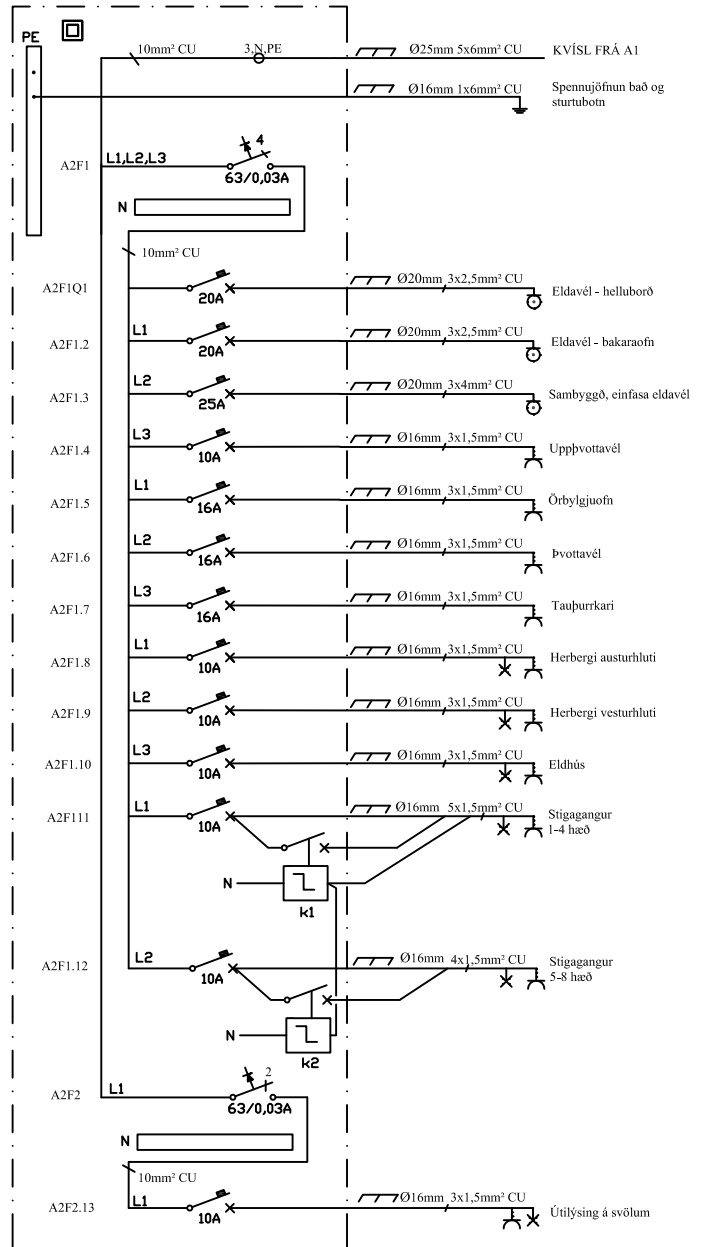 PE
10mm² CU 3,N,PE Ø25mm 5x6mm² CU KVÍSL FRÁ A1
Ø16mm 1x6mm² CU Spennujöfnun bað og
sturtubotn
4
A2F1 L1,L2,L3
63/0,03A
N
10mm² CU
A2F1Q1 20A Ø20mm 3x2,5mm² CU Eldavél - helluborð
A2F1.2 L1 20A Ø20mm 3x2,5mm² CU Eldavél - bakaraofn
A2F1.3 L2 25A Ø20mm 3x4mm² CU Sambyggð, einfasa eldavél
A2F1.4 L3 10A Ø16mm 3x1,5mm² CU Uppþvottavél
A2F1.5 L1 16A Ø16mm 3x1,5mm² CU Örbylgjuofn
A2F1.6 L2 16A Ø16mm 3x1,5mm² CU Þvottavél
A2F1.7 L3 16A Ø16mm 3x1,5mm² CU Tauþurrkari
A2F1.8 L1 10A Ø16mm 3x1,5mm² CU Herbergi austurhluti
A2F1.9 L2 10A Ø16mm 3x1,5mm² CU Herbergi vesturhluti
A2F1.10 L3 10A Ø16mm 3x1,5mm² CU Eldhús
A2F111 L1 10A Ø16mm 5x1,5mm² CU Stigagangur
1-4 hæð
N
k1
A2F1.12 L2 10A Ø16mm 4x1,5mm² CU Stigagangur
5-8 hæð
N
k2
2
A2F2 L1
63/0,03A
N
10mm² CU
A2F2.13 L1 10A Ø16mm 3x1,5mm² CU Útilýsing á svölum